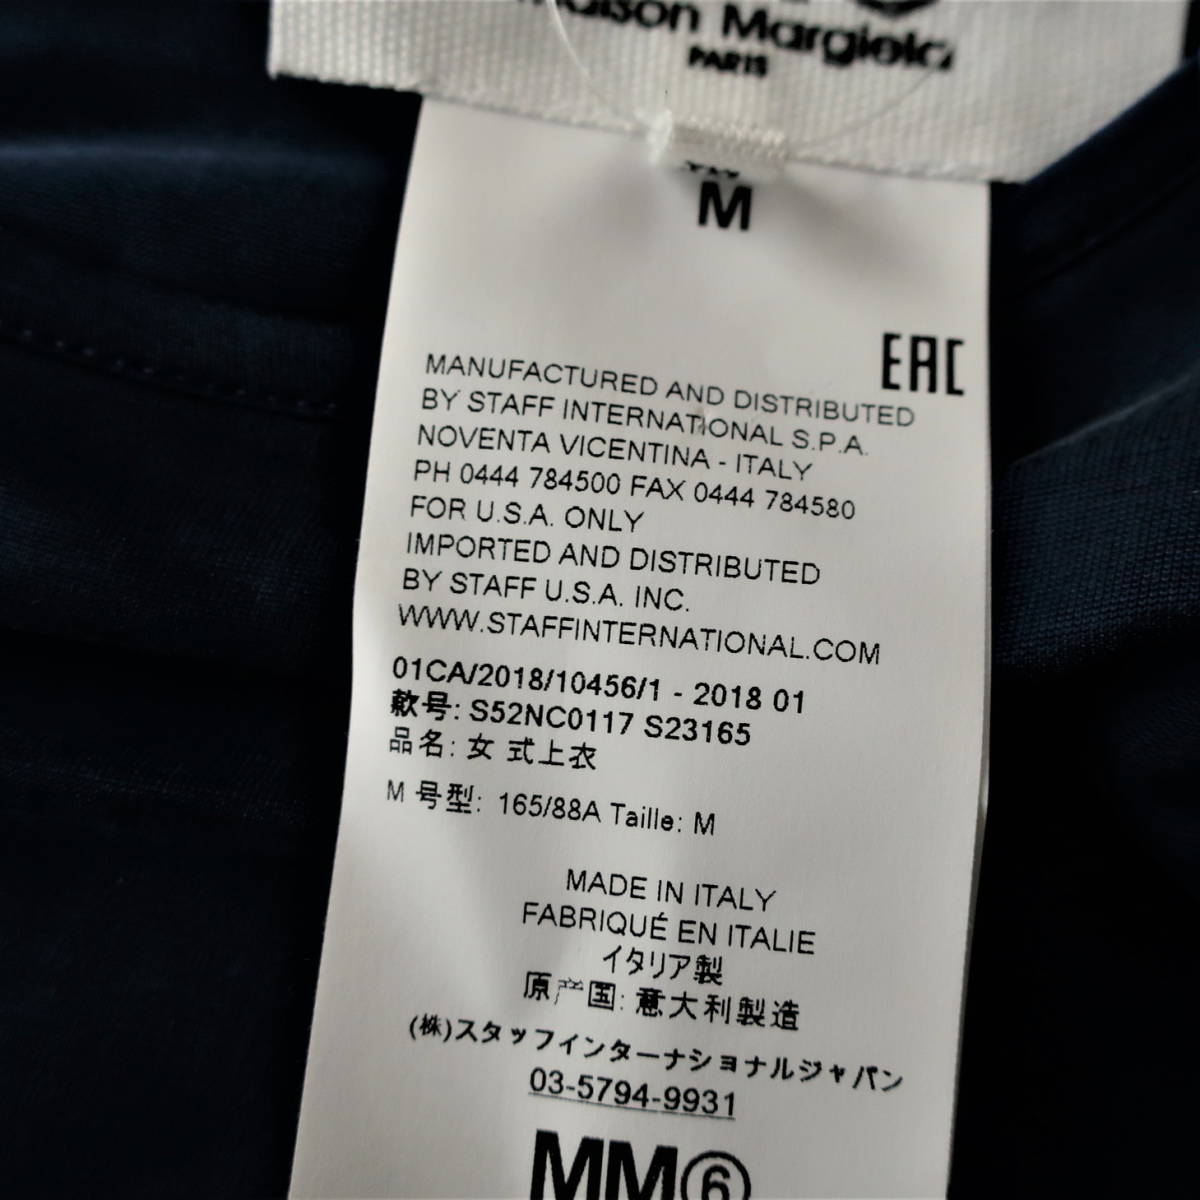 Maison Margiela
PARIS
M
EAC
MANUFACTURED AND DISTRIBUTED
BY STAFF INTERNATIONAL S.P.A.
NOVENTA VICENTINA - ITALY
PH 0444 784500 FAX 0444 784580
FOR U.S.A. ONLY
IMPORTED AND DISTRIBUTED
BY STAFF U.S.A. INC.
WWW.STAFFINTERNATIONAL.COM
01CA/2018/10456/1 - 2018 01
款号: S52NC0117 S23165
品名: 女 式上衣
M 号型: 165/88A Taille: M
MADE IN ITALY
FABRIQUÉ EN ITALIE
イタリア製
原产国: 意大利製造
(株)スタッフインターナショナルジャパン
03-5794-9931
MM⑥